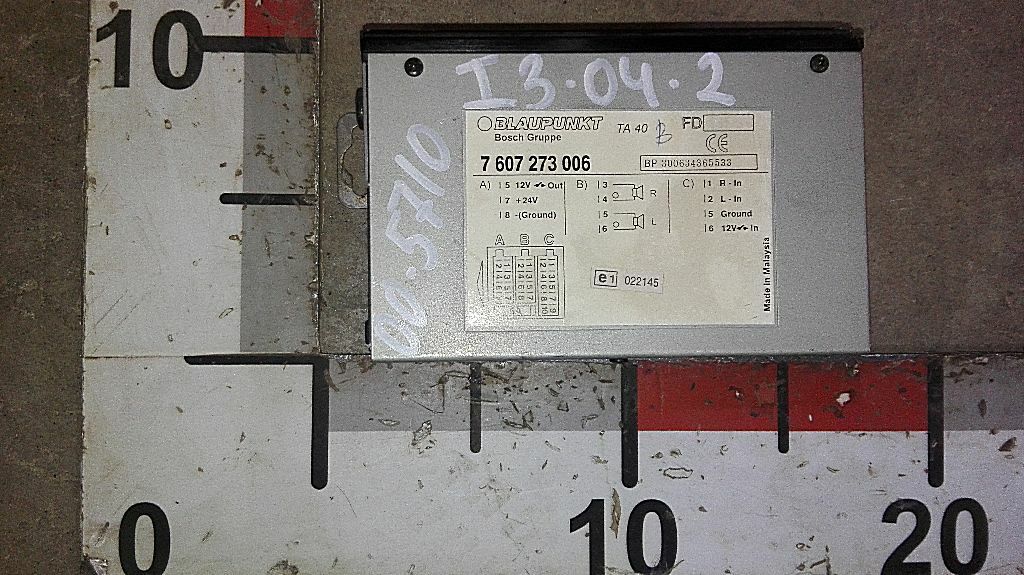 10
I3·04·2
00.5710
BLAUPUNKT TA 40 B FD
Bosch Gruppe CE
7 607 273 006 BP 300634365533
A) 5 12V Out B) 3 R C) 1 R - In
7 +24V 4 2 L - In
8 -(Ground) 5 L 5 Ground
6 6 12V In
A B C
e1 022145
Made in Malaysia
0 10 20